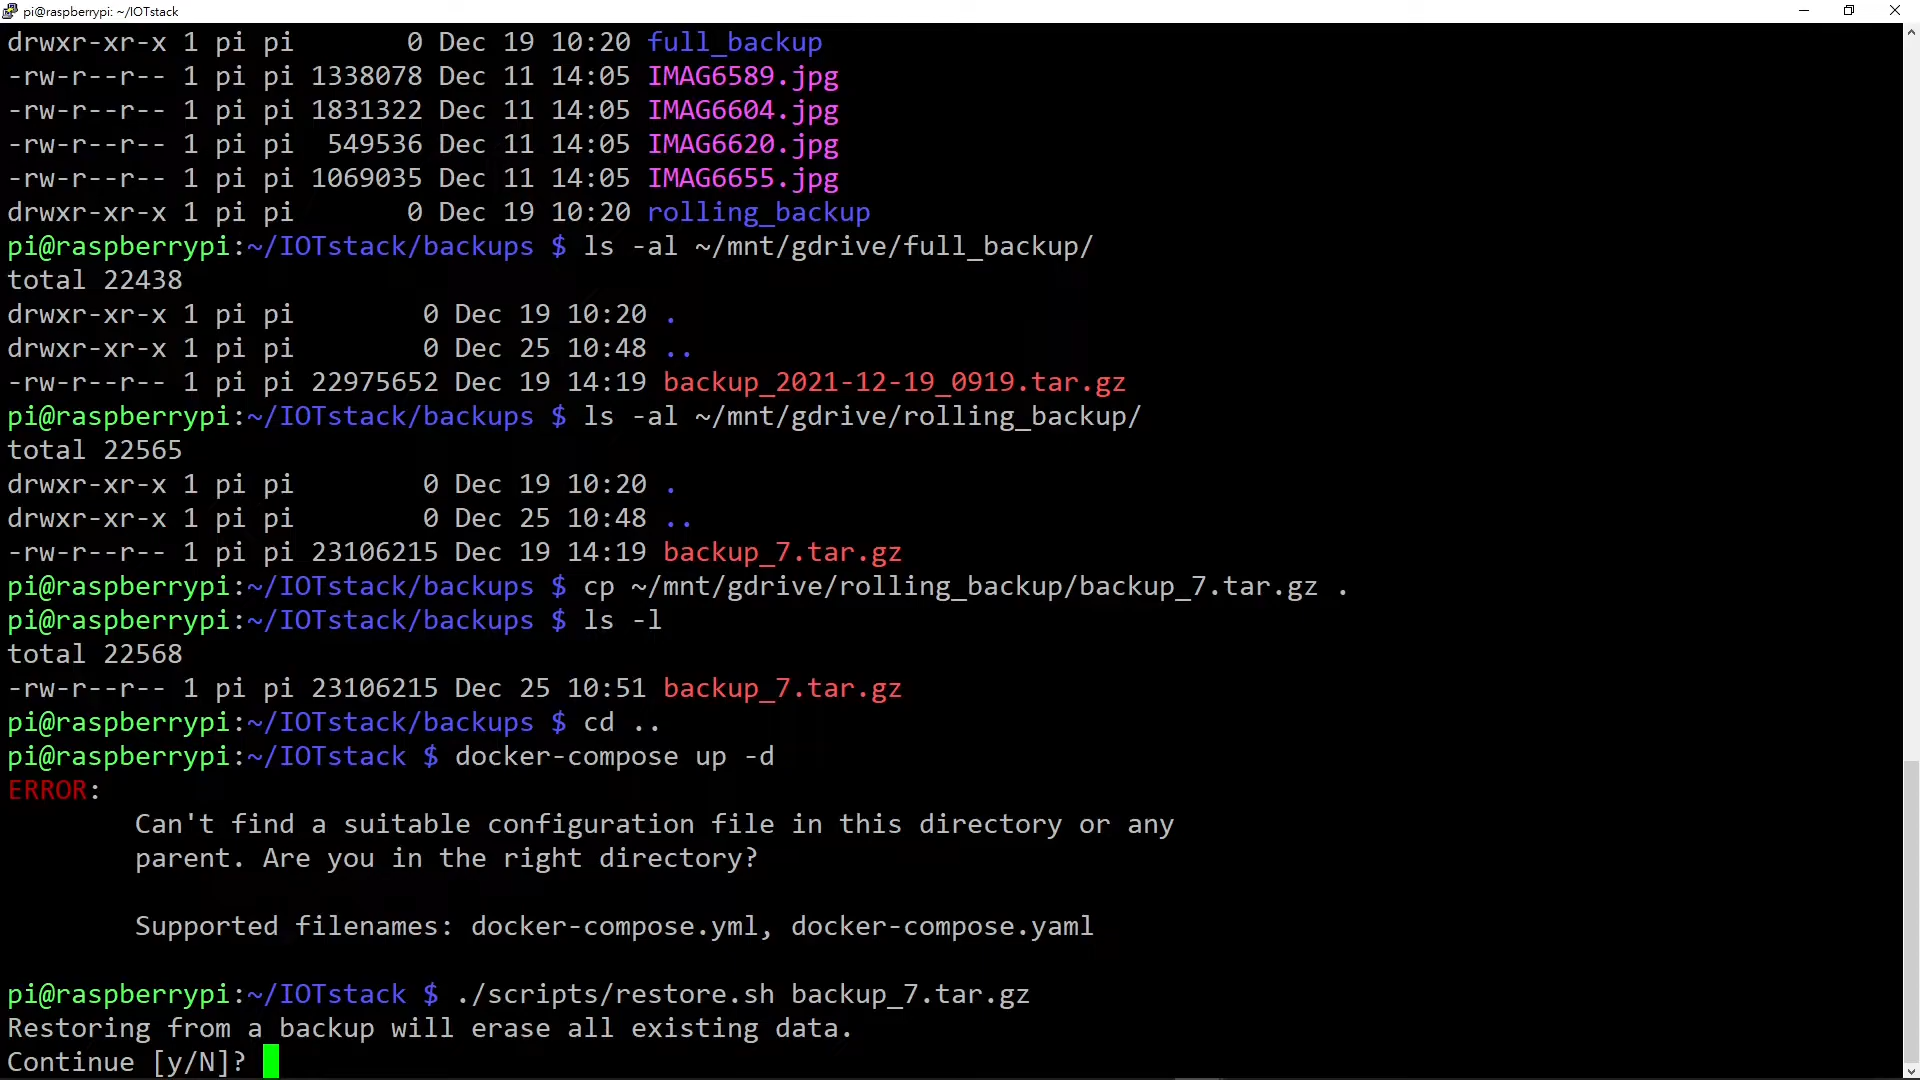 pi@raspberrypi: ~/IOTstack
drwxr-xr-x 1 pi pi       0 Dec 19 10:20 full_backup
-rw-r--r-- 1 pi pi 1338078 Dec 11 14:05 IMAG6589.jpg
-rw-r--r-- 1 pi pi 1831322 Dec 11 14:05 IMAG6604.jpg
-rw-r--r-- 1 pi pi  549536 Dec 11 14:05 IMAG6620.jpg
-rw-r--r-- 1 pi pi 1069035 Dec 11 14:05 IMAG6655.jpg
drwxr-xr-x 1 pi pi       0 Dec 19 10:20 rolling_backup
pi@raspberrypi:~/IOTstack/backups $ ls -al ~/mnt/gdrive/full_backup/
total 22438
drwxr-xr-x 1 pi pi        0 Dec 19 10:20 .
drwxr-xr-x 1 pi pi        0 Dec 25 10:48 ..
-rw-r--r-- 1 pi pi 22975652 Dec 19 14:19 backup_2021-12-19_0919.tar.gz
pi@raspberrypi:~/IOTstack/backups $ ls -al ~/mnt/gdrive/rolling_backup/
total 22565
drwxr-xr-x 1 pi pi        0 Dec 19 10:20 .
drwxr-xr-x 1 pi pi        0 Dec 25 10:48 ..
-rw-r--r-- 1 pi pi 23106215 Dec 19 14:19 backup_7.tar.gz
pi@raspberrypi:~/IOTstack/backups $ cp ~/mnt/gdrive/rolling_backup/backup_7.tar.gz .
pi@raspberrypi:~/IOTstack/backups $ ls -l
total 22568
-rw-r--r-- 1 pi pi 23106215 Dec 25 10:51 backup_7.tar.gz
pi@raspberrypi:~/IOTstack/backups $ cd ..
pi@raspberrypi:~/IOTstack $ docker-compose up -d
ERROR:
        Can't find a suitable configuration file in this directory or any
        parent. Are you in the right directory?
        Supported filenames: docker-compose.yml, docker-compose.yaml
pi@raspberrypi:~/IOTstack $ ./scripts/restore.sh backup_7.tar.gz
Restoring from a backup will erase all existing data.
Continue [y/N]?